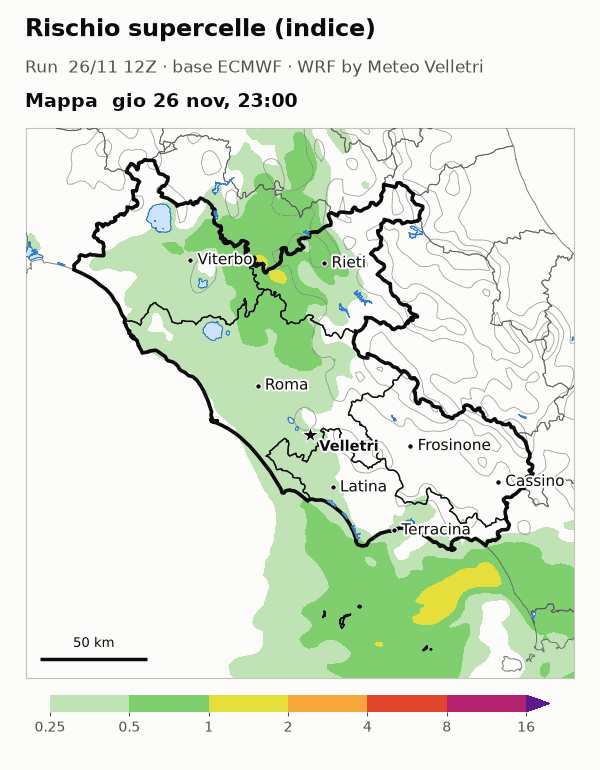 Rischio supercelle (indice)
Run 26/11 12Z · base ECMWF · WRF by Meteo Velletri
Mappa gio 26 nov, 23:00
Viterbo
Rieti
Roma
Velletri
Frosinone
Latina
Cassino
Terracina
50 km
0.25 0.5 1 2 4 8 16